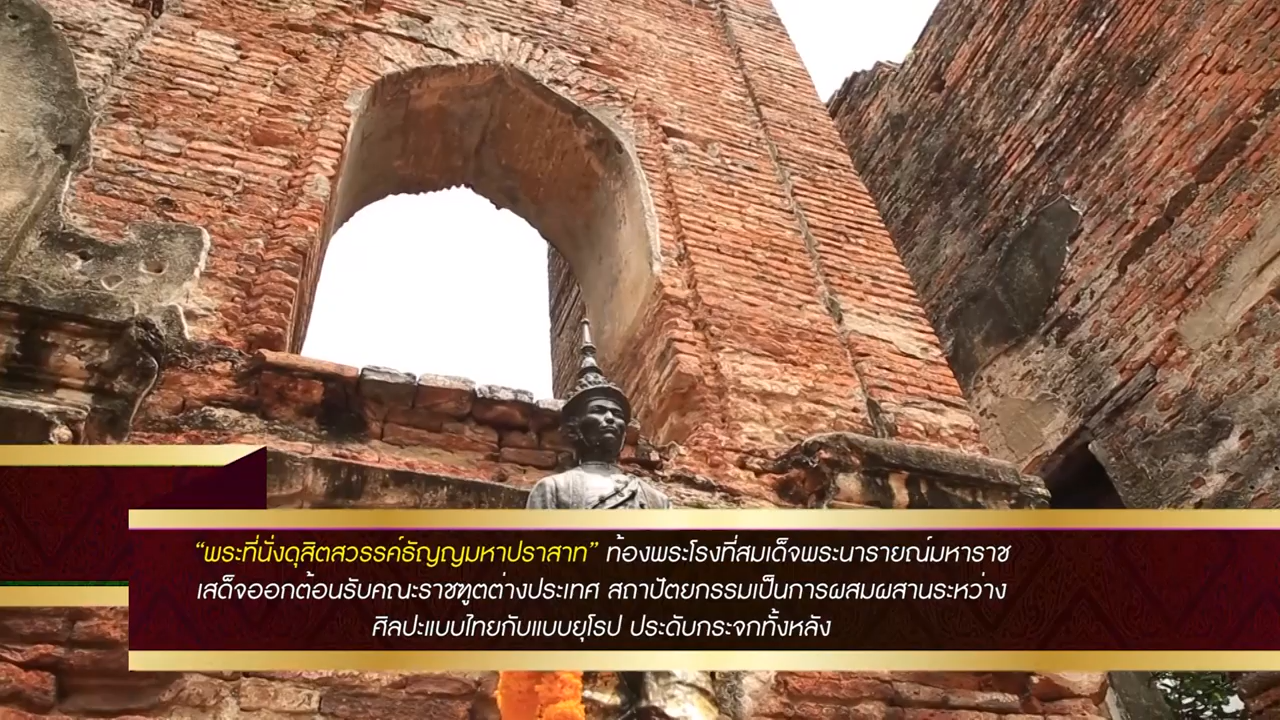 “พระที่นั่งดุสิตสวรรค์ธัญญมหาปราสาท” ท้องพระโรงที่สมเด็จพระนารายณ์มหาราช
เสด็จออกต้อนรับคณะราชฑูตต่างประเทศ สถาปัตยกรรมเป็นการผสมผสานระหว่าง
ศิลปะแบบไทยกับแบบยุโรป ประดับกระจกทั้งหลัง